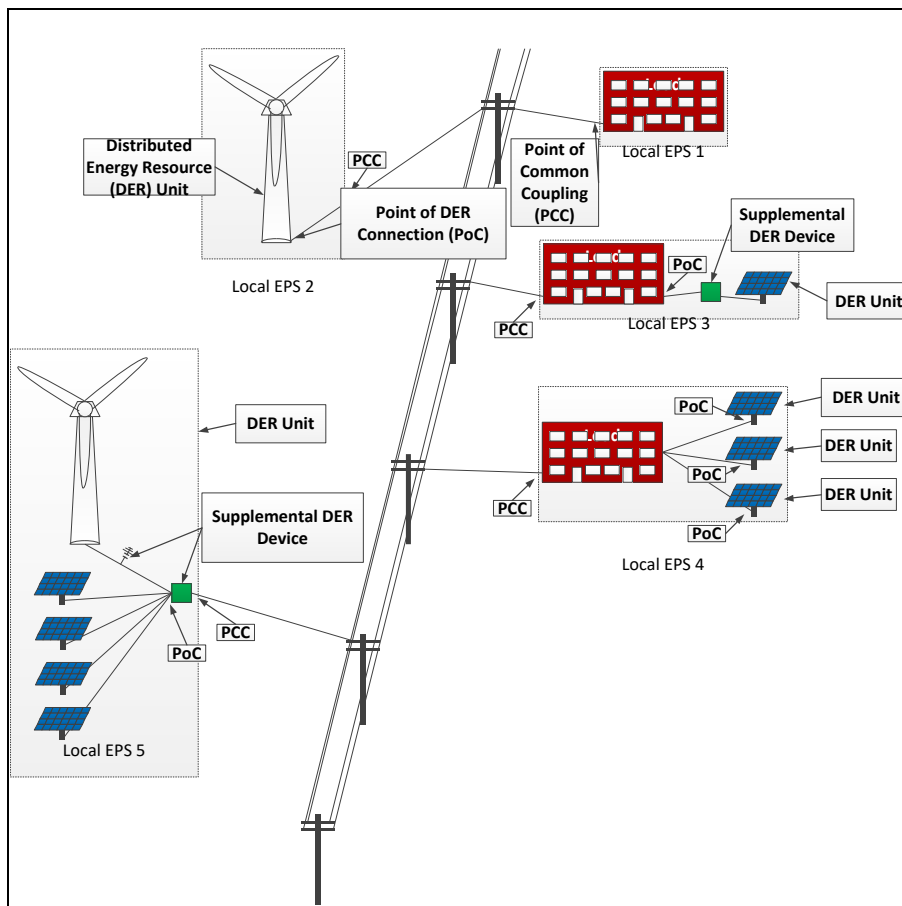 Distributed
Energy Resource
(DER) Unit
PCC
Point of DER
Connection (PoC)
Local EPS 2
Point of
Common
Coupling
(PCC)
Local EPS 1
Supplemental
DER Device
PoC
DER Unit
PCC
Local EPS 3
DER Unit
PoC
DER Unit
PoC
DER Unit
PoC
PCC
Local EPS 4
DER Unit
Supplemental DER
Device
PCC
PoC
Local EPS 5